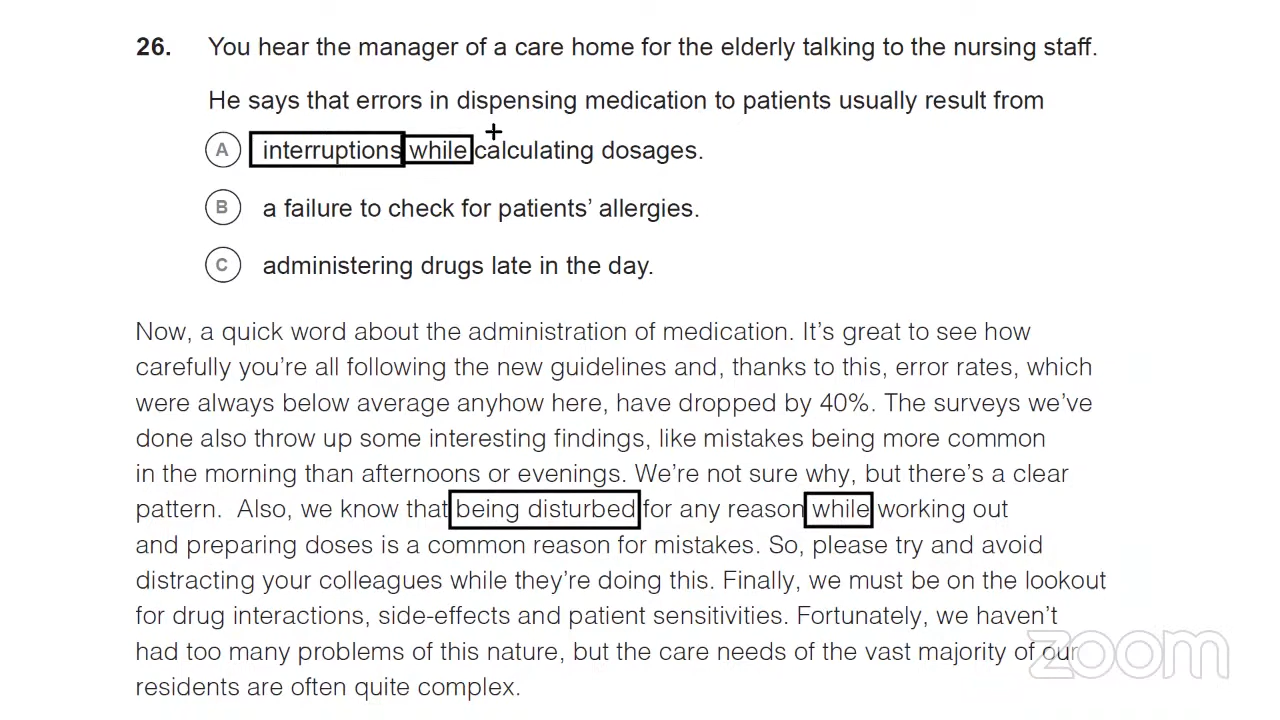 26. You hear the manager of a care home for the elderly talking to the nursing staff.
He says that errors in dispensing medication to patients usually result from
A interruptions while calculating dosages.
B a failure to check for patients’ allergies.
C administering drugs late in the day.
Now, a quick word about the administration of medication. It’s great to see how
carefully you’re all following the new guidelines and, thanks to this, error rates, which
were always below average anyhow here, have dropped by 40%. The surveys we’ve
done also throw up some interesting findings, like mistakes being more common
in the morning than afternoons or evenings. We’re not sure why, but there’s a clear
pattern. Also, we know that being disturbed for any reason while working out
and preparing doses is a common reason for mistakes. So, please try and avoid
distracting your colleagues while they’re doing this. Finally, we must be on the lookout
for drug interactions, side-effects and patient sensitivities. Fortunately, we haven’t
had too many problems of this nature, but the care needs of the vast majority of our
residents are often quite complex.
zoom